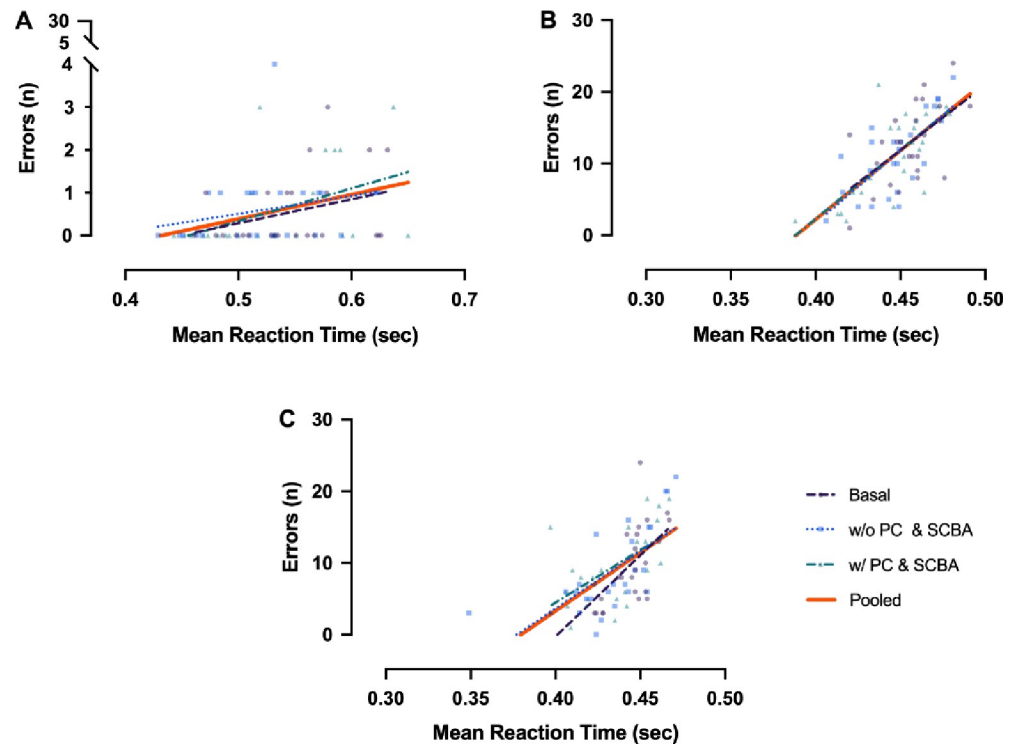 A
30
5
4
3
2
1
0
Errors (n)
0.4 0.5 0.6 0.7
Mean Reaction Time (sec)
B
30
20
10
0
Errors (n)
0.30 0.35 0.40 0.45 0.50
Mean Reaction Time (sec)
C
30
20
10
0
Errors (n)
0.30 0.35 0.40 0.45 0.50
Mean Reaction Time (sec)
Basal
w/o PC & SCBA
w/ PC & SCBA
Pooled